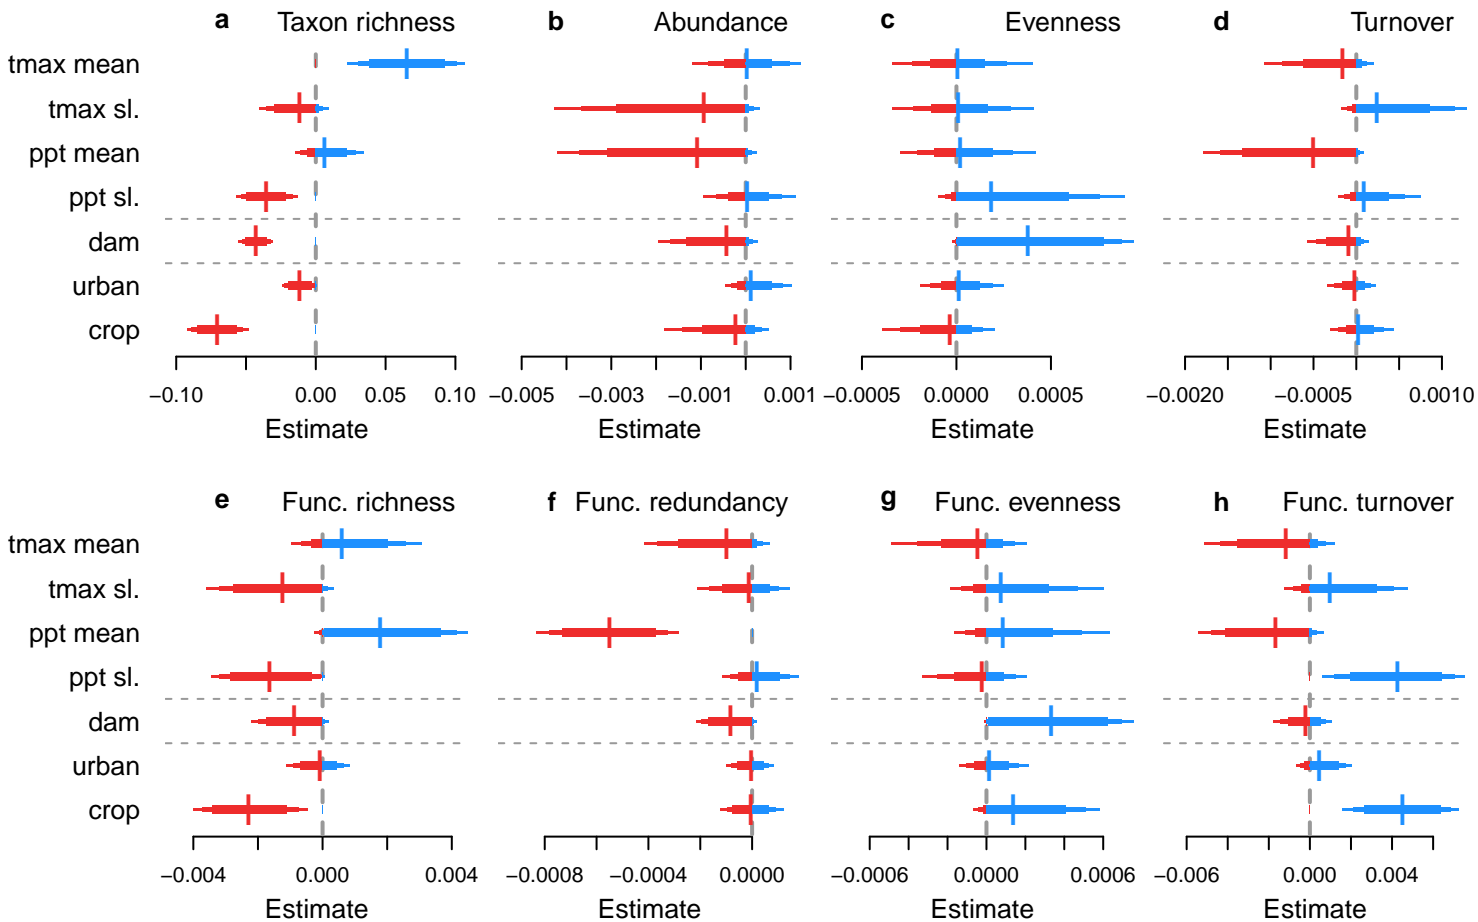 a Taxon richness
b Abundance
c Evenness
d Turnover
tmax mean
tmax sl.
ppt mean
ppt sl.
dam
urban
crop
−0.10 0.00 0.05 0.10
−0.005 −0.003 −0.001 0.001
−0.0005 0.0000 0.0005
−0.0020 −0.0005 0.0010
Estimate Estimate Estimate Estimate
e Func. richness
f Func. redundancy
g Func. evenness
h Func. turnover
tmax mean
tmax sl.
ppt mean
ppt sl.
dam
urban
crop
−0.004 0.000 0.004
−0.0008 −0.0004 0.0000
−0.0006 0.0000 0.0006
−0.006 0.000 0.004
Estimate Estimate Estimate Estimate